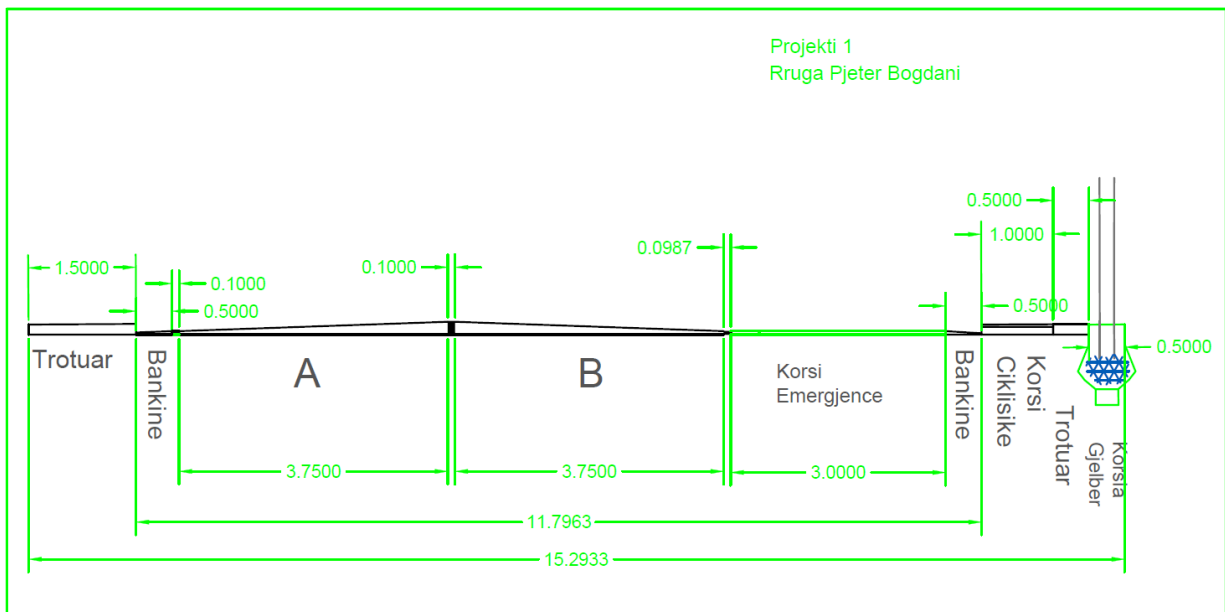 Projekti 1
Rruga Pjeter Bogdani
0.5000
1.0000
0.0987
1.5000
0.1000
0.1000
0.5000
0.5000
0.5000
Trotuar
Bankine
A
B
Korsi
Emergjence
Bankine
Korsi
Ciklisike
Trotuar
Korsia
Gjelber
3.7500
3.7500
3.0000
11.7963
15.2933